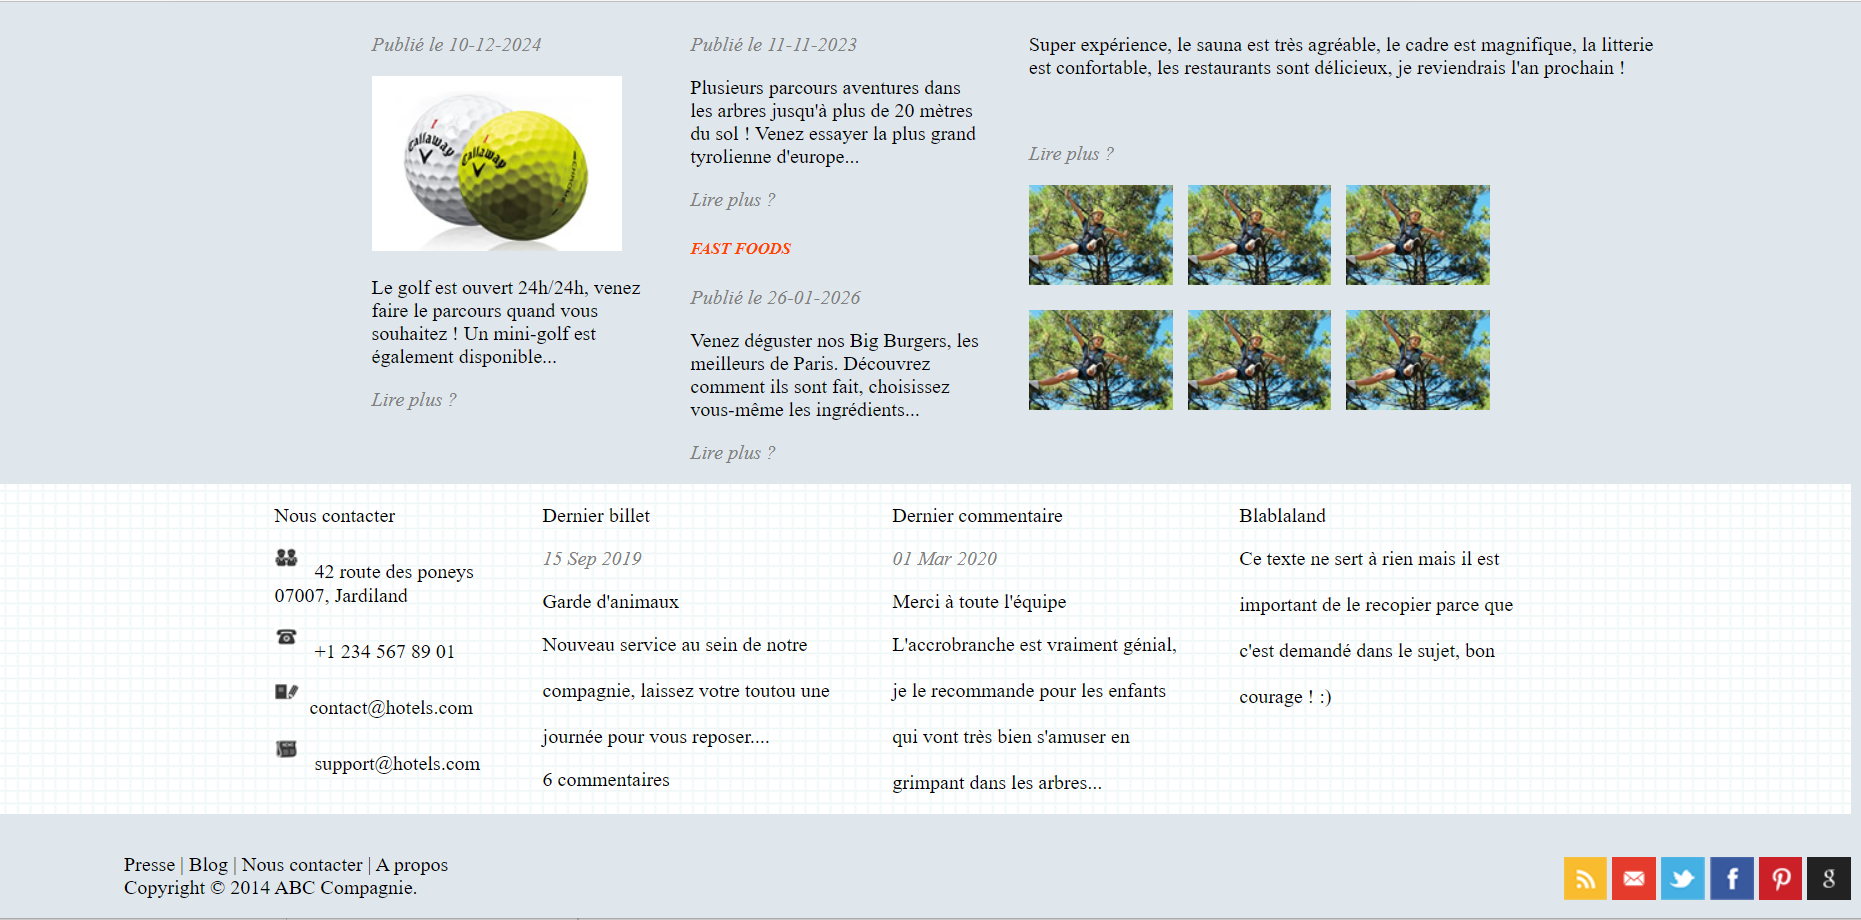 Publié le 10-12-2024
Callaway
Callaway
Le golf est ouvert 24h/24h, venez
faire le parcours quand vous
souhaitez ! Un mini-golf est
également disponible...
Lire plus ?
Publié le 11-11-2023
Plusieurs parcours aventures dans
les arbres jusqu'à plus de 20 mètres
du sol ! Venez essayer la plus grand
tyrolienne d'europe...
Lire plus ?
FAST FOODS
Publié le 26-01-2026
Venez déguster nos Big Burgers, les
meilleurs de Paris. Découvrez
comment ils sont fait, choisissez
vous-même les ingrédients...
Lire plus ?
Super expérience, le sauna est très agréable, le cadre est magnifique, la litterie
est confortable, les restaurants sont délicieux, je reviendrais l'an prochain !
Lire plus ?
Nous contacter
42 route des poneys
07007, Jardiland
+1 234 567 89 01
contact@hotels.com
support@hotels.com
Dernier billet
15 Sep 2019
Garde d'animaux
Nouveau service au sein de notre
compagnie, laissez votre toutou une
journée pour vous reposer....
6 commentaires
Dernier commentaire
01 Mar 2020
Merci à toute l'équipe
L'accrobranche est vraiment génial,
je le recommande pour les enfants
qui vont très bien s'amuser en
grimpant dans les arbres...
Blablaland
Ce texte ne sert à rien mais il est
important de le recopier parce que
c'est demandé dans le sujet, bon
courage ! :)
Presse | Blog | Nous contacter | A propos
Copyright © 2014 ABC Compagnie.